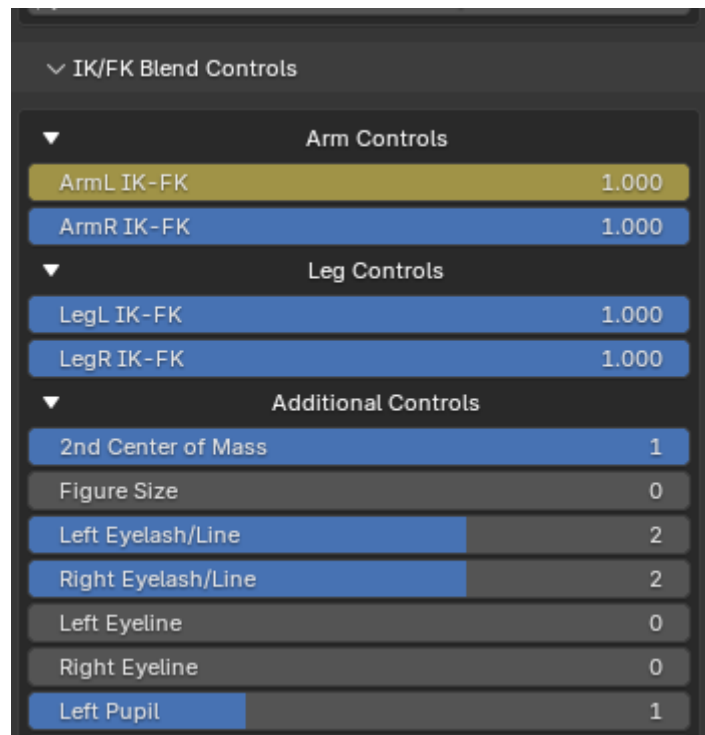 IK/FK Blend Controls
Arm Controls
ArmL IK-FK 1.000
ArmR IK-FK 1.000
Leg Controls
LegL IK-FK 1.000
LegR IK-FK 1.000
Additional Controls
2nd Center of Mass 1
Figure Size 0
Left Eyelash/Line 2
Right Eyelash/Line 2
Left Eyeline 0
Right Eyeline 0
Left Pupil 1